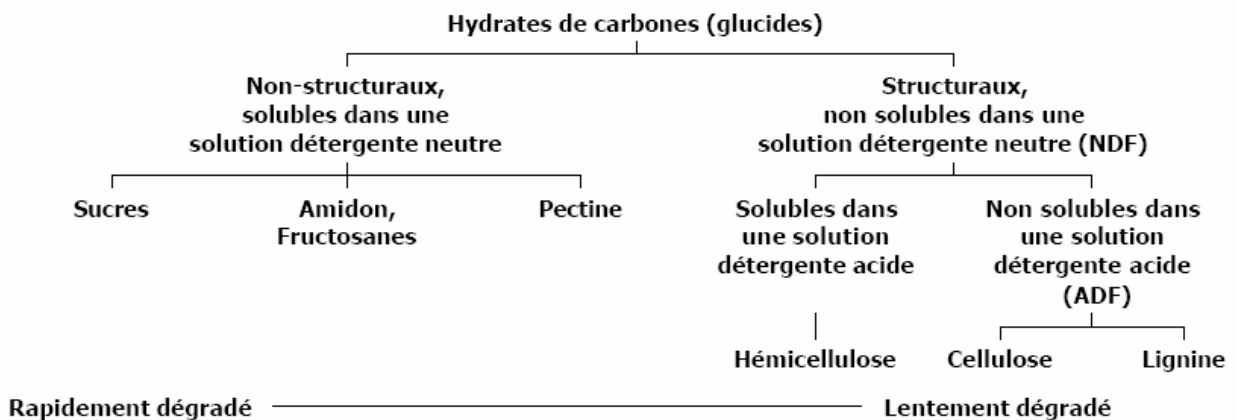 Hydrates de carbones (glucides)
Non-structuraux,
solubles dans une
solution détergente neutre
Structuraux,
non solubles dans une
solution détergente neutre (NDF)
Sucres
Amidon,
Fructosanes
Pectine
Solubles dans
une solution
détergente acide
Non solubles dans
une solution
détergente acide
(ADF)
Hémicellulose
Cellulose
Lignine
Rapidement dégradé
Lentement dégradé